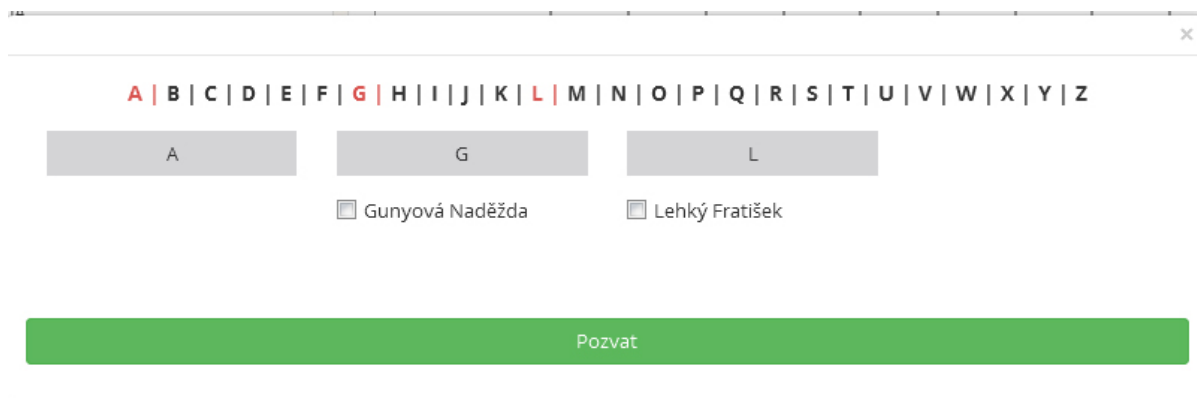 ×
A | B | C | D | E | F | G | H | I | J | K | L | M | N | O | P | Q | R | S | T | U | V | W | X | Y | Z
A G L
Gunyová Naděžda Lehký Fratišek
Pozvat